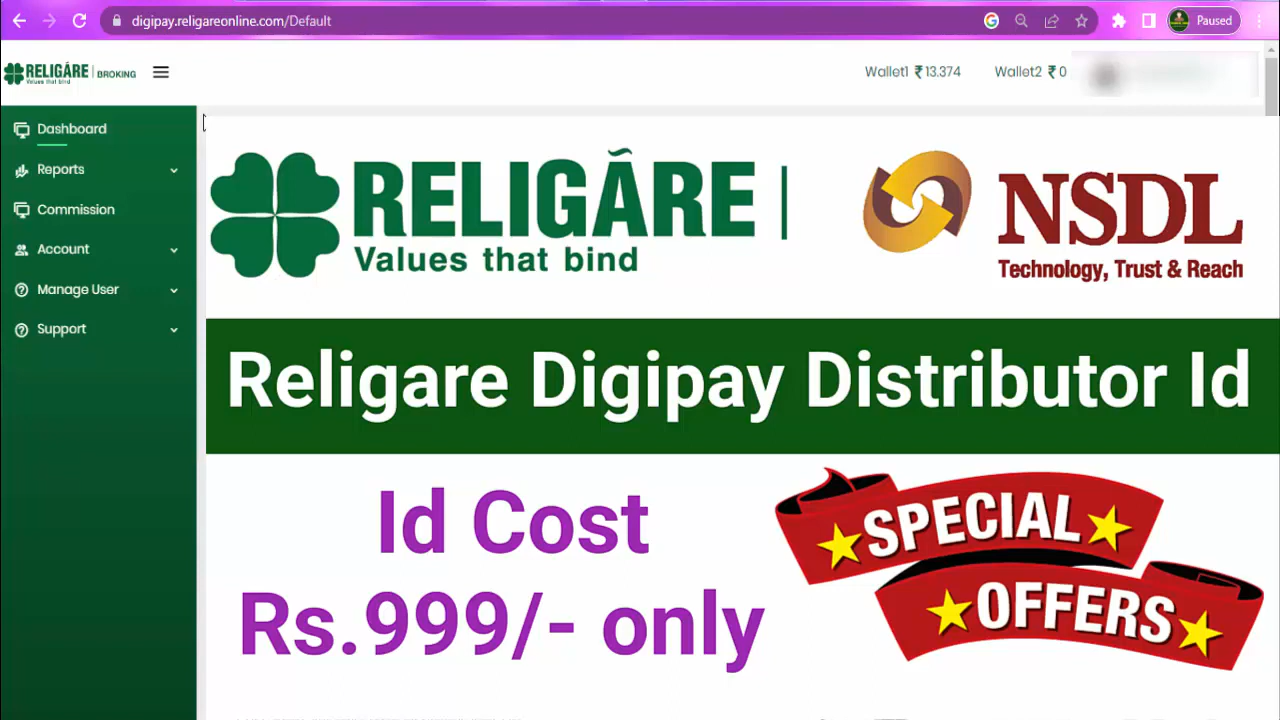 digipay.religareonline.com/Default
Paused
RELIGÃRE | BROKING
Values that bind
Wallet1 ₹13.374
Wallet2 ₹0
Dashboard
Reports
Commission
Account
Manage User
Support
RELIGÃRE |
Values that bind
NSDL
Technology, Trust & Reach
Religare Digipay Distributor Id
Id Cost
Rs.999/- only
SPECIAL
OFFERS